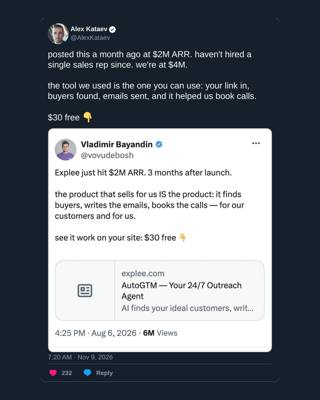 Alex Kataev
@AlexKataev
posted this a month ago at $2M ARR. haven't hired a
single sales rep since. we're at $4M.
the tool we used is the one you can use: your link in,
buyers found, emails sent, and it helped us book calls.
$30 free 👇
Vladimir Bayandin
@vovudebosh
Explee just hit $2M ARR. 3 months after launch.
the product that sells for us IS the product: it finds
buyers, writes the emails, books the calls — for our
customers and for us.
see it work on your site: $30 free 👇
explee.com
AutoGTM — Your 24/7 Outreach
Agent
AI finds your ideal customers, writ...
4:25 PM · Aug 6, 2026 · 6M Views
7:20 AM · Nov 9, 2026
232
Reply